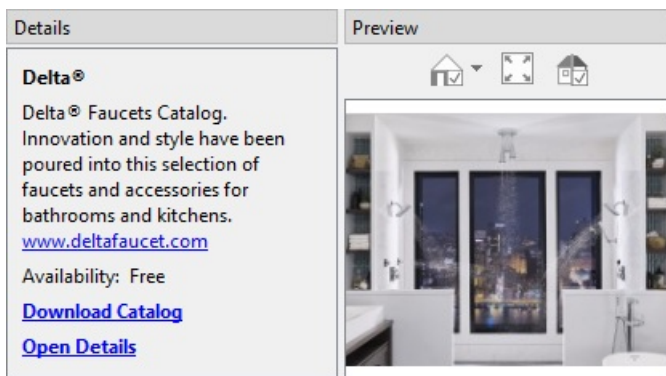 Details
Preview
Delta®
Delta® Faucets Catalog.
Innovation and style have been
poured into this selection of
faucets and accessories for
bathrooms and kitchens.
www.deltafaucet.com
Availability: Free
Download Catalog
Open Details